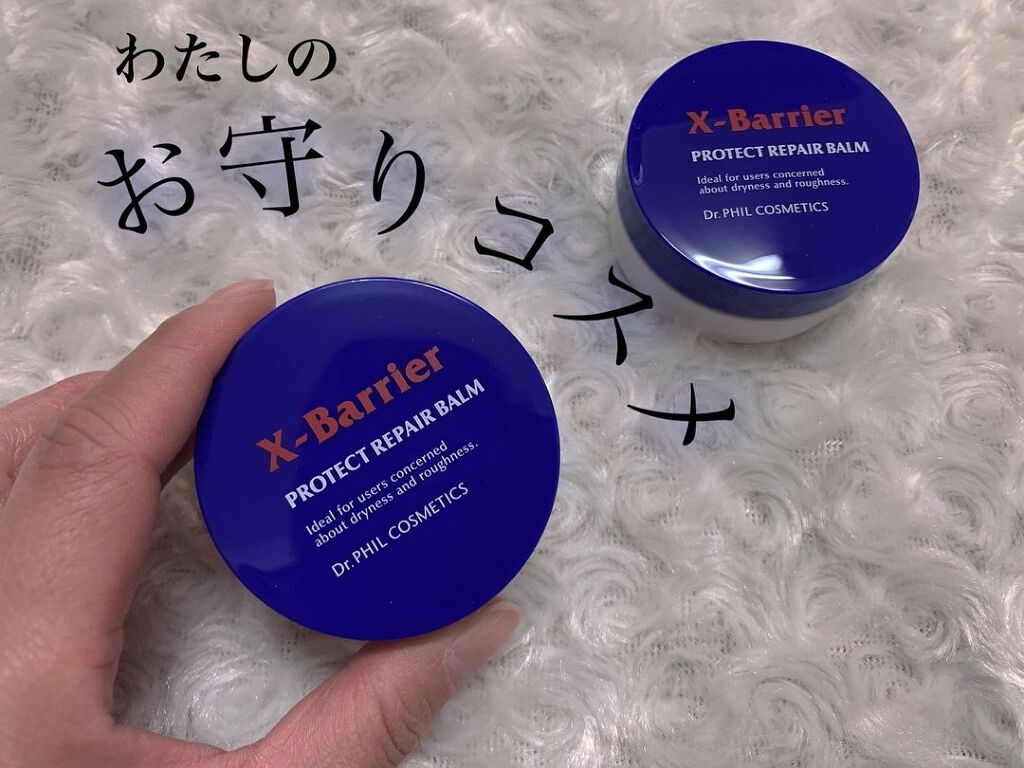 わたしの
お守りコスメ
X-Barrier
PROTECT REPAIR BALM
Ideal for users concerned
about dryness and roughness.
Dr.PHIL COSMETICS
X-Barrier
PROTECT REPAIR BALM
Ideal for users concerned
about dryness and roughness.
Dr.PHIL COSMETICS